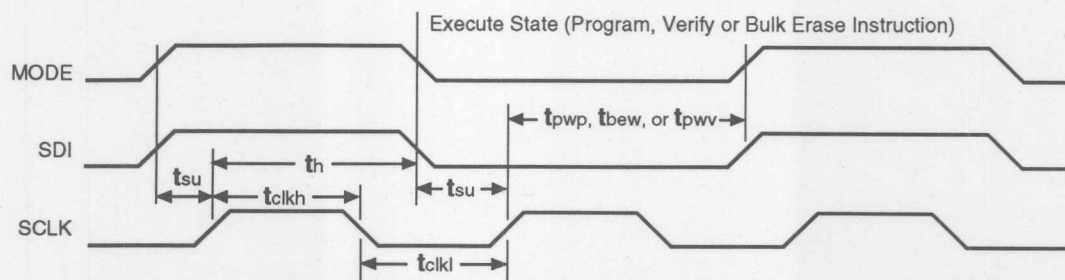 Execute State (Program, Verify or Bulk Erase Instruction)
MODE
tpwp, tbew, or tpwv
SDI
th
tsu
tclkh
tsu
SCLK
tclkl